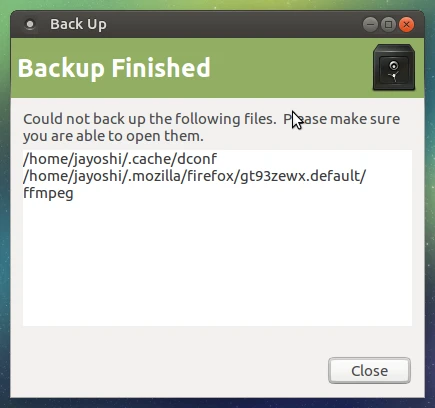 Back Up
Backup Finished
Could not back up the following files.  Please make sure
you are able to open them.
/home/jayoshi/.cache/dconf
/home/jayoshi/.mozilla/firefox/gt93zewx.default/
ffmpeg
Close